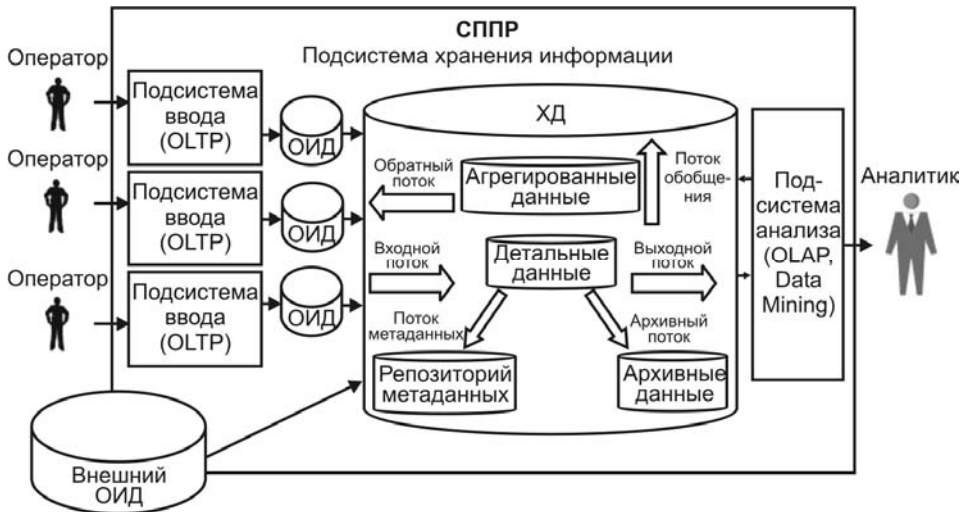 СППР
Подсистема хранения информации
Оператор
Подсистема
ввода
(OLTP)
ОИД
Оператор
Подсистема
ввода
(OLTP)
ОИД
Оператор
Подсистема
ввода
(OLTP)
ОИД
Внешний
ОИД
ХД
Обратный
поток
Агрегированные
данные
Поток
обобще-
ния
Входной
поток
Детальные
данные
Выходной
поток
Поток
метаданных
Архивный
поток
Репозиторий
метаданных
Архивные
данные
Под-
система
анализа
(OLAP,
Data
Mining)
Аналитик